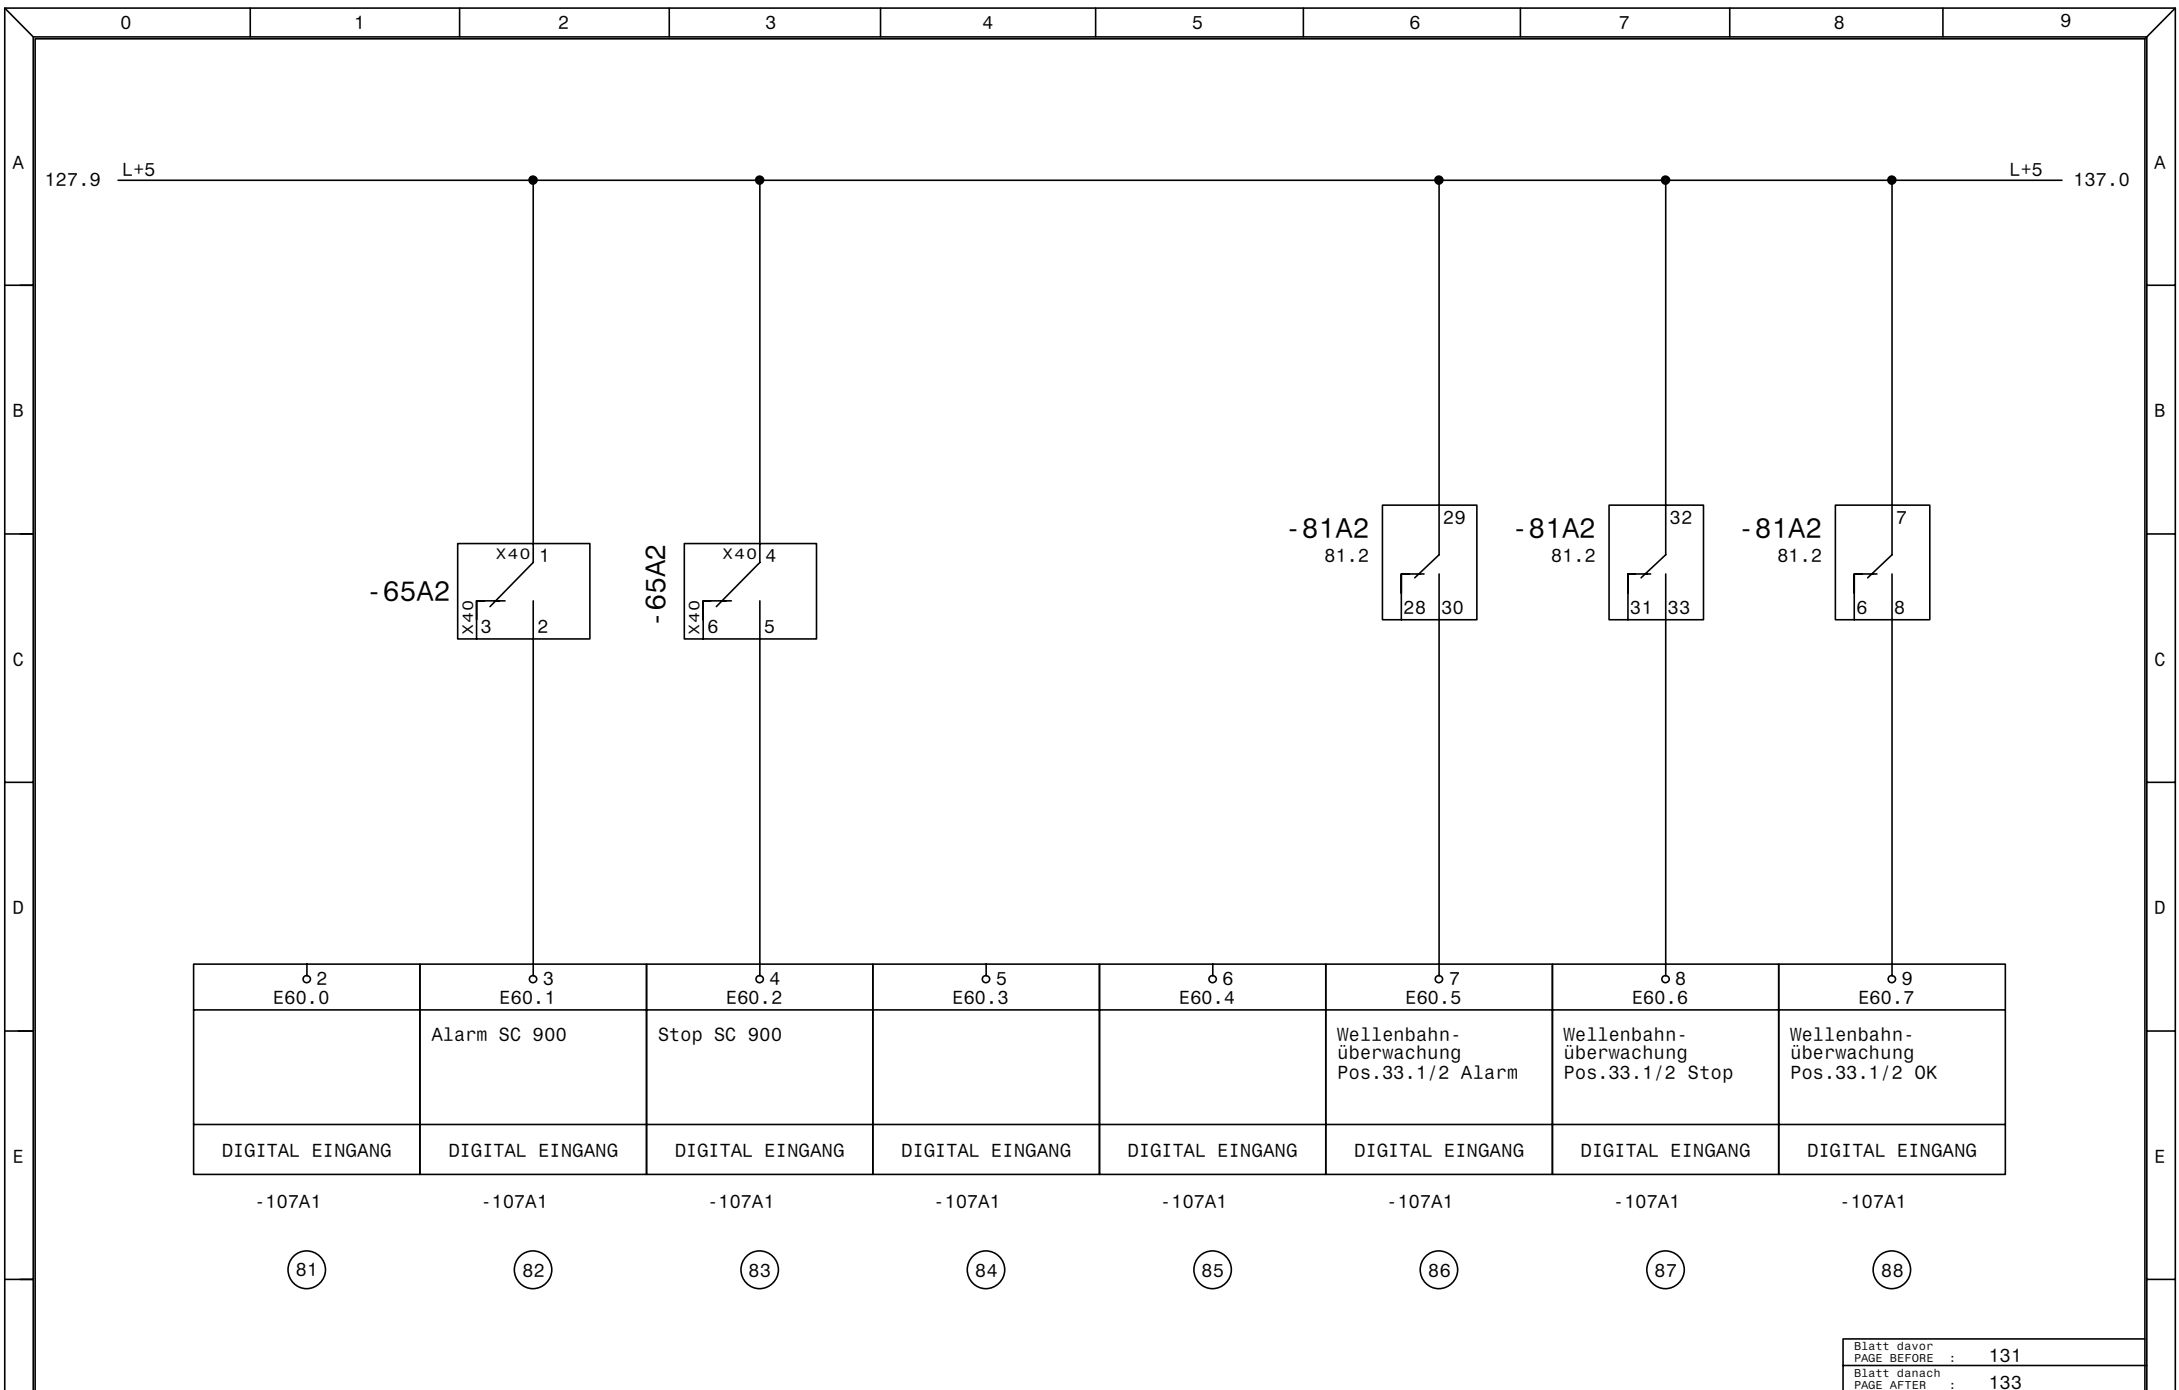 0 1 2 3 4 5 6 7 8 9
A A
127.9 L+5 L+5 137.0
B B
-81A2 29 -81A2 32 -81A2 7
81.2 81.2 81.2
X40 1 -65A2 X40 4
-65A2
X40 3 2 X40 6 5
28 30 31 33 6 8
C C
D D
2 3 4 5 6 7 8 9
E60.0 E60.1 E60.2 E60.3 E60.4 E60.5 E60.6 E60.7
Alarm SC 900
Stop SC 900
Wellenbahn-
überwachung
Pos.33.1/2 Alarm
Wellenbahn-
überwachung
Pos.33.1/2 Stop
Wellenbahn-
überwachung
Pos.33.1/2 OK
E DIGITAL EINGANG DIGITAL EINGANG DIGITAL EINGANG DIGITAL EINGANG DIGITAL EINGANG DIGITAL EINGANG DIGITAL EINGANG DIGITAL EINGANG E
-107A1 -107A1 -107A1 -107A1 -107A1 -107A1 -107A1 -107A1
81 82 83 84 85 86 87 88
Blatt davor
PAGE BEFORE : 131
Blatt danach
PAGE AFTER : 133